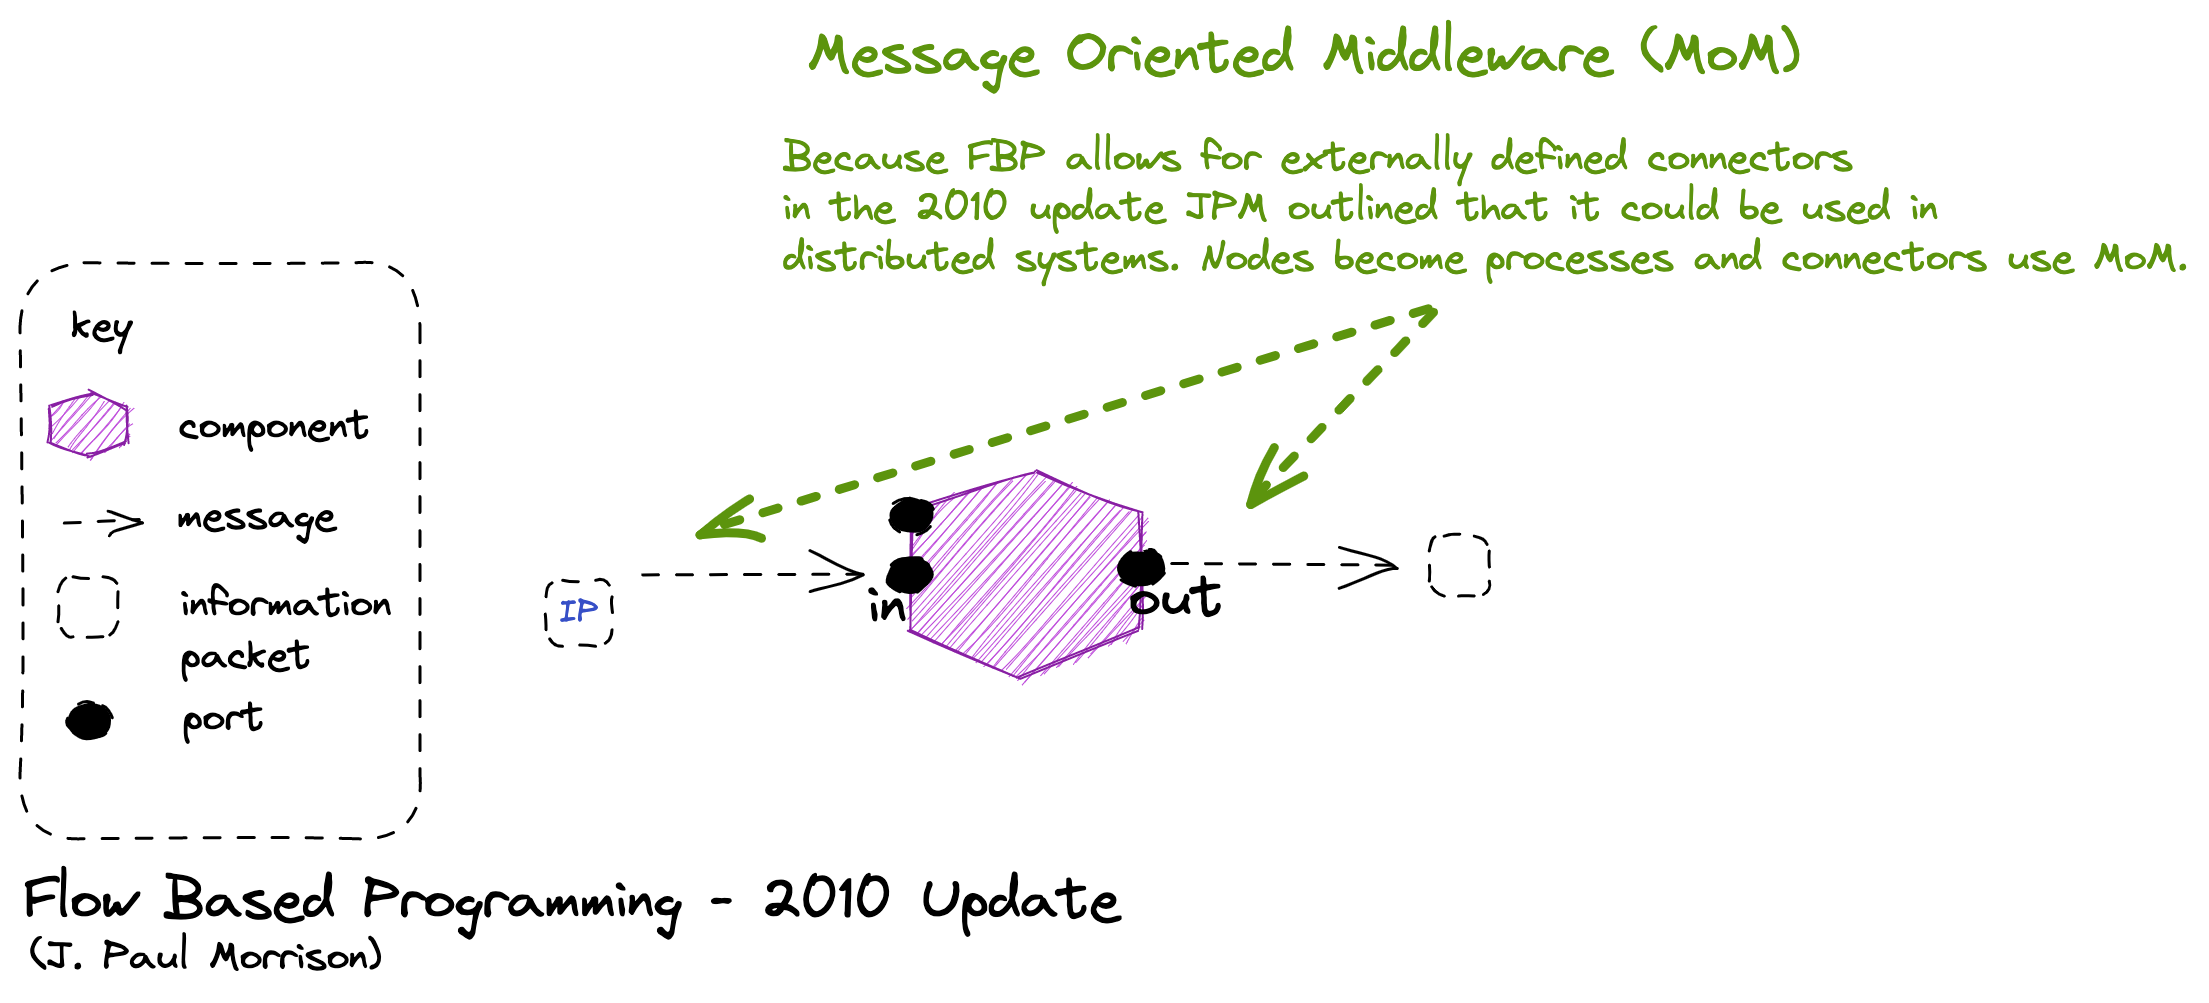 Message Oriented Middleware (MoM)
Because FBP allows for externally defined connectors
in the 2010 update JPM outlined that it could be used in
distributed systems. Nodes become processes and connectors use MoM.
key
component
message
information
packet
port
IP
in
out
Flow Based Programming - 2010 Update
(J. Paul Morrison)